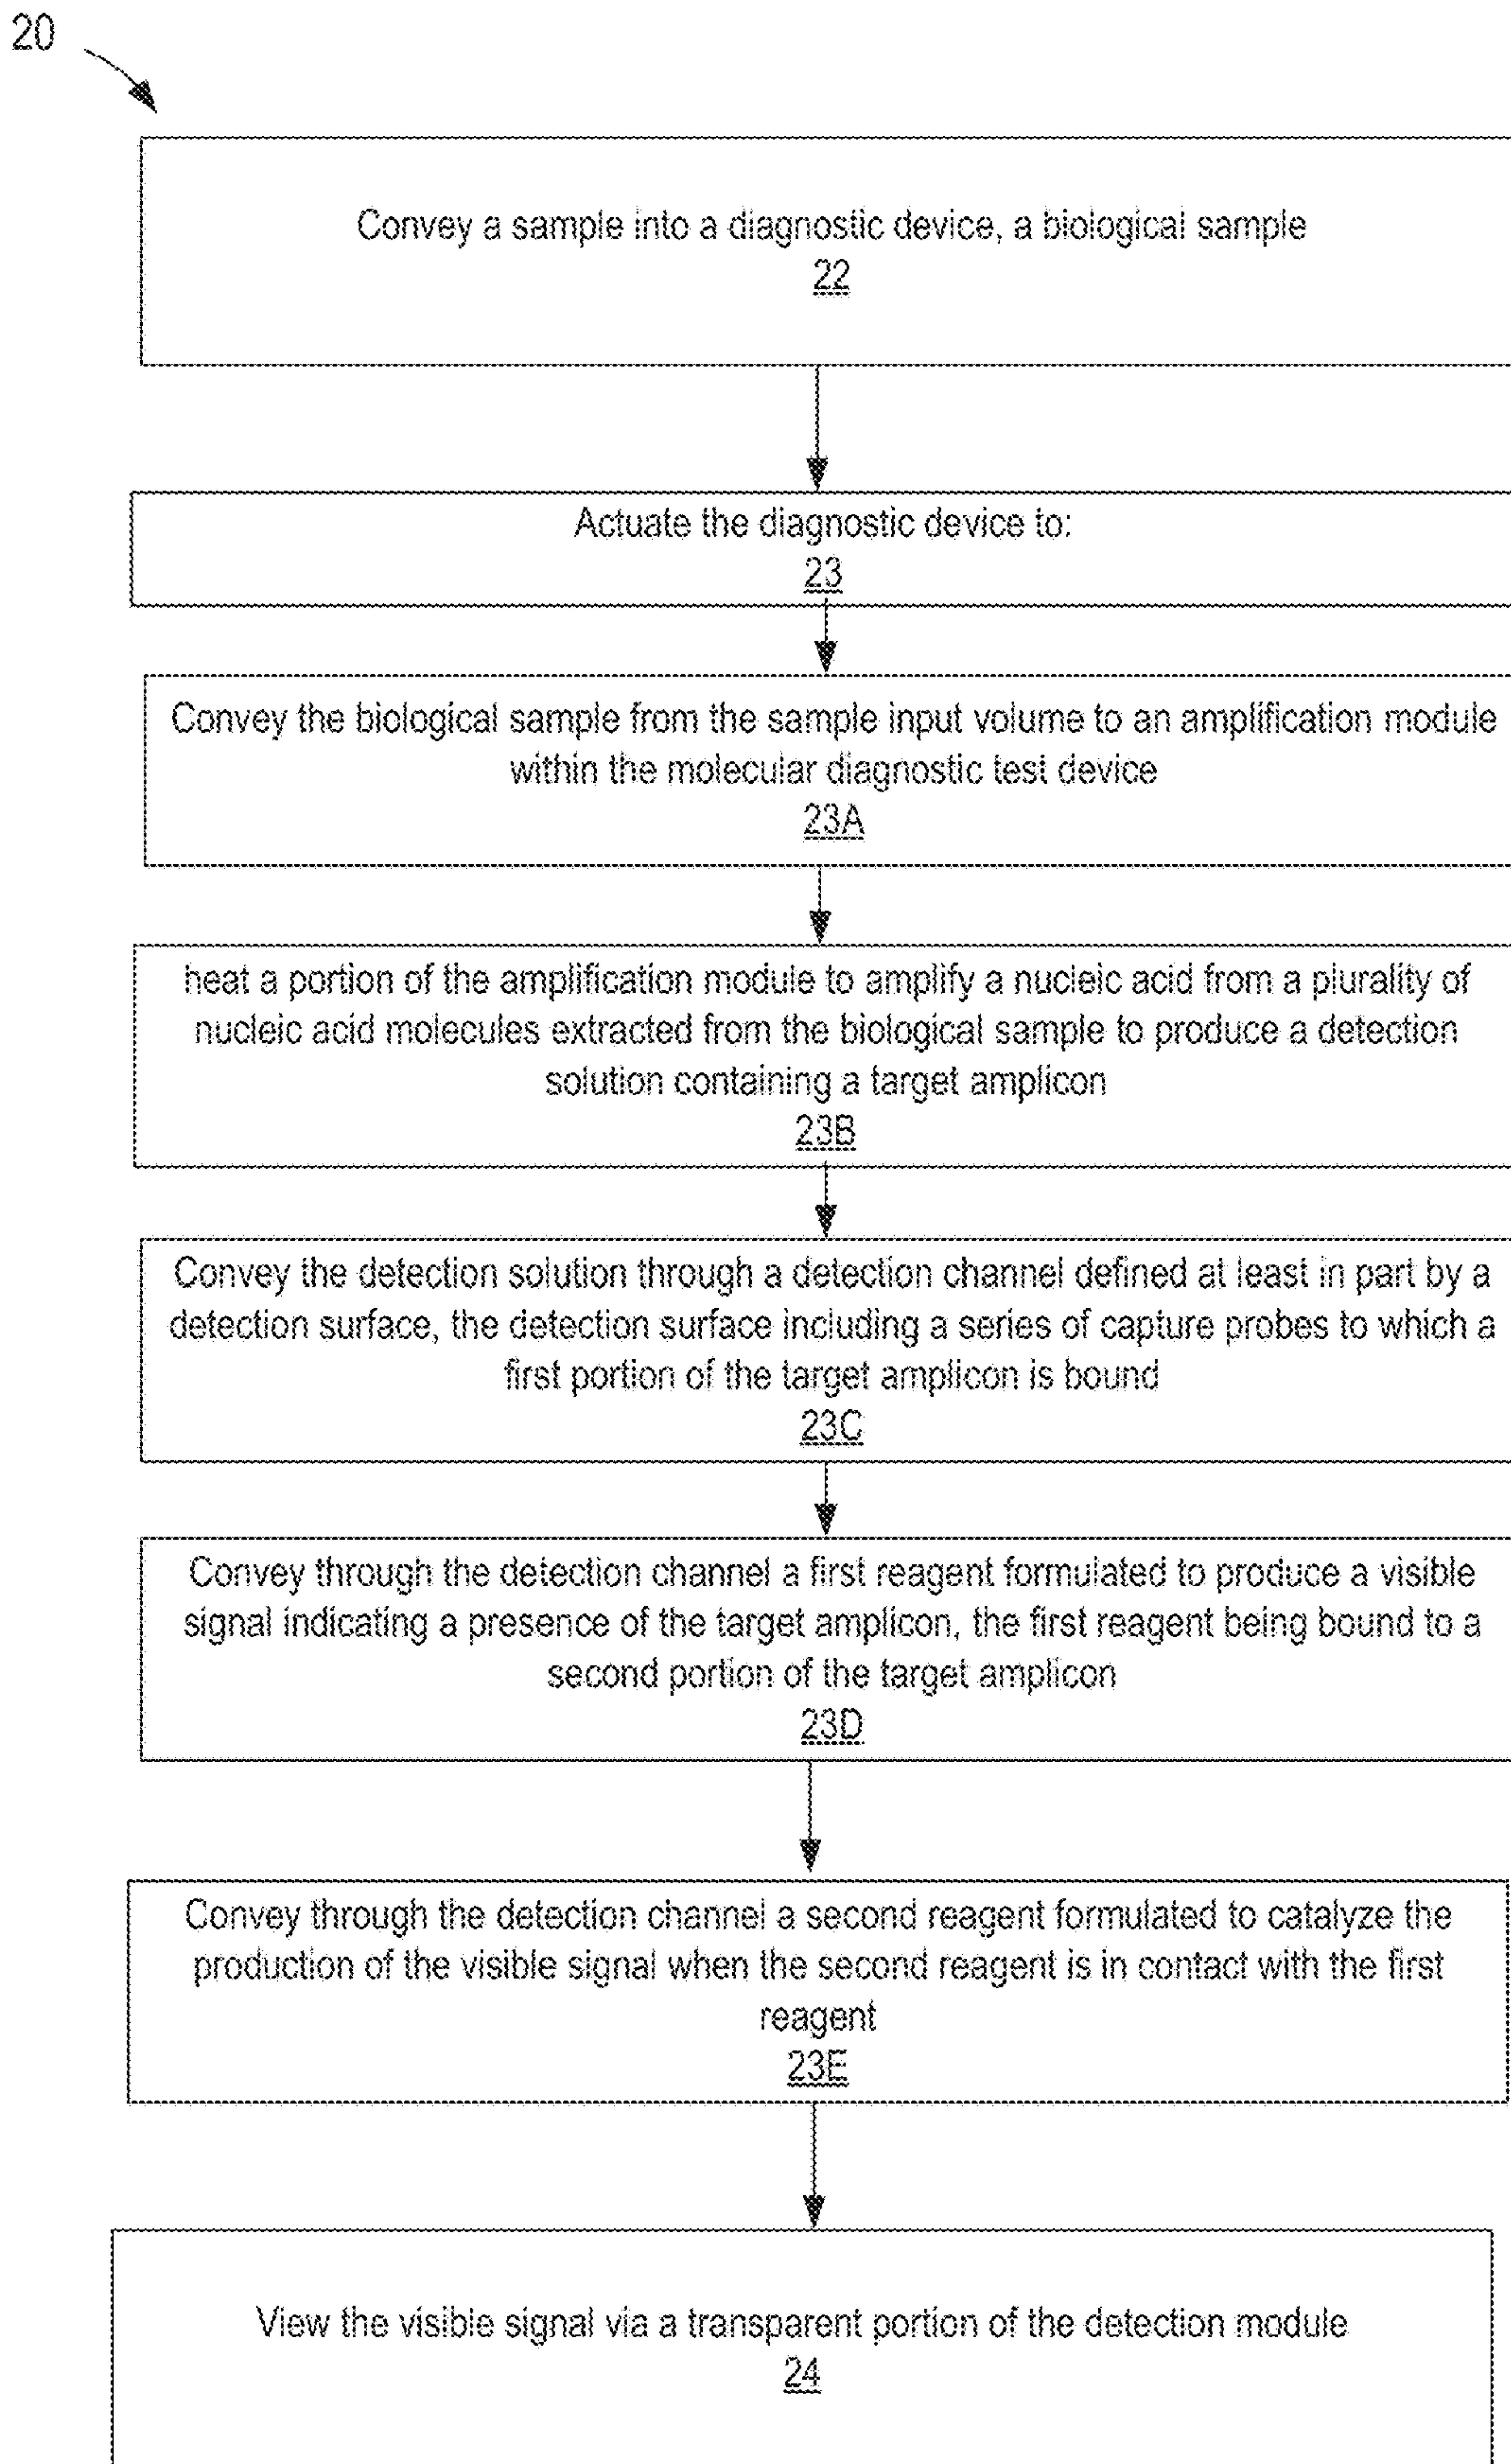 20
Convey a sample into a diagnostic device, a biological sample
22
Actuate the diagnostic device to:
23
Convey the biological sample from the sample input volume to an amplification module
within the molecular diagnostic test device
23A
heat a portion of the amplification module to amplify a nucleic acid from a plurality of
nucleic acid molecules extracted from the biological sample to produce a detection
solution containing a target amplicon
23B
Convey the detection solution through a detection channel defined at least in part by a
detection surface, the detection surface including a series of capture probes to which a
first portion of the target amplicon is bound
23C
Convey through the detection channel a first reagent formulated to produce a visible
signal indicating a presence of the target amplicon, the first reagent being bound to a
second portion of the target amplicon
23D
Convey through the detection channel a second reagent formulated to catalyze the
production of the visible signal when the second reagent is in contact with the first
reagent
23E
View the visible signal via a transparent portion of the detection module
24